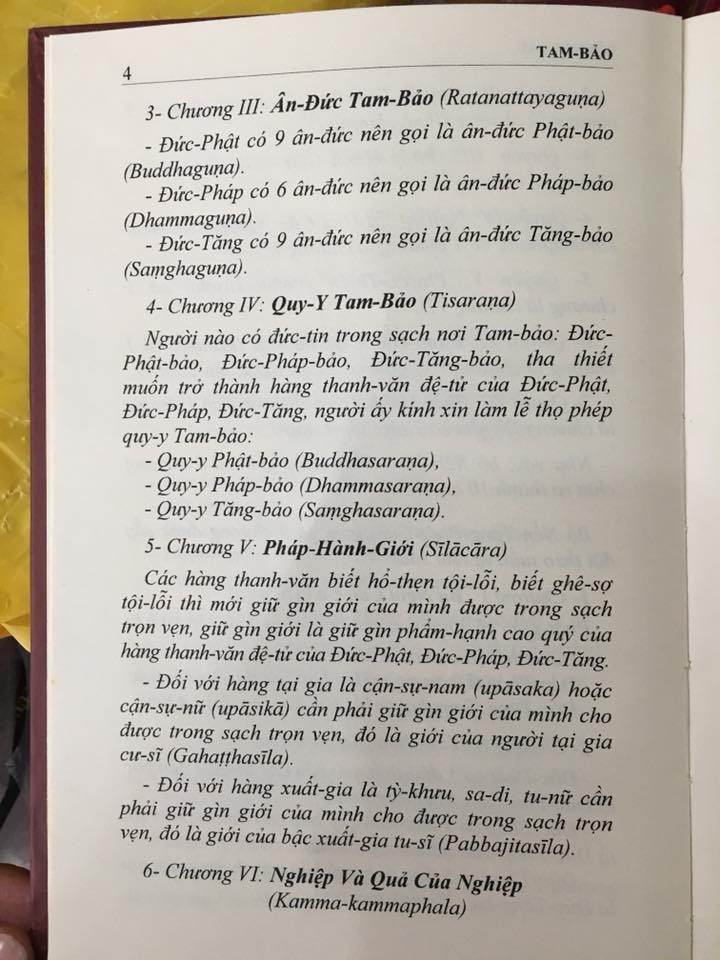 4
TAM-BẢO
3- Chương III: Ân-Đức Tam-Bảo (Ratanattayaguṇa)
- Đức-Phật có 9 ân-đức nên gọi là ân-đức Phật-bảo
(Buddhaguṇa).
- Đức-Pháp có 6 ân-đức nên gọi là ân-đức Pháp-bảo
(Dhammaguṇa).
- Đức-Tăng có 9 ân-đức nên gọi là ân-đức Tăng-bảo
(Saṃghaguṇa).
4- Chương IV: Quy-Y Tam-Bảo (Tisaraṇa)
Người nào có đức-tin trong sạch nơi Tam-bảo: Đức-
Phật-bảo, Đức-Pháp-bảo, Đức-Tăng-bảo, tha thiết
muốn trở thành hàng thanh-văn đệ-tử của Đức-Phật,
Đức-Pháp, Đức-Tăng, người ấy kính xin làm lễ thọ phép
quy-y Tam-bảo:
- Quy-y Phật-bảo (Buddhasaraṇa),
- Quy-y Pháp-bảo (Dhammasaraṇa),
- Quy-y Tăng-bảo (Saṃghasaraṇa).
5- Chương V: Pháp-Hành-Giới (Sīlācāra)
Các hàng thanh-văn biết hổ-thẹn tội-lỗi, biết ghê-sợ
tội-lỗi thì mới giữ gìn giới của mình được trong sạch
trọn vẹn, giữ gìn giới là giữ gìn phẩm-hạnh cao quý của
hàng thanh-văn đệ-tử của Đức-Phật, Đức-Pháp, Đức-Tăng.
- Đối với hàng tại gia là cận-sự-nam (upāsaka) hoặc
cận-sự-nữ (upāsikā) cần phải giữ gìn giới của mình cho
được trong sạch trọn vẹn, đó là giới của người tại gia
cư-sĩ (Gahaṭṭhasīla).
- Đối với hàng xuất-gia là tỳ-khưu, sa-di, tu-nữ cần
phải giữ gìn giới của mình cho được trong sạch trọn
vẹn, đó là giới của bậc xuất-gia tu-sĩ (Pabbajitasīla).
6- Chương VI: Nghiệp Và Quả Của Nghiệp
(Kamma-kammaphala)